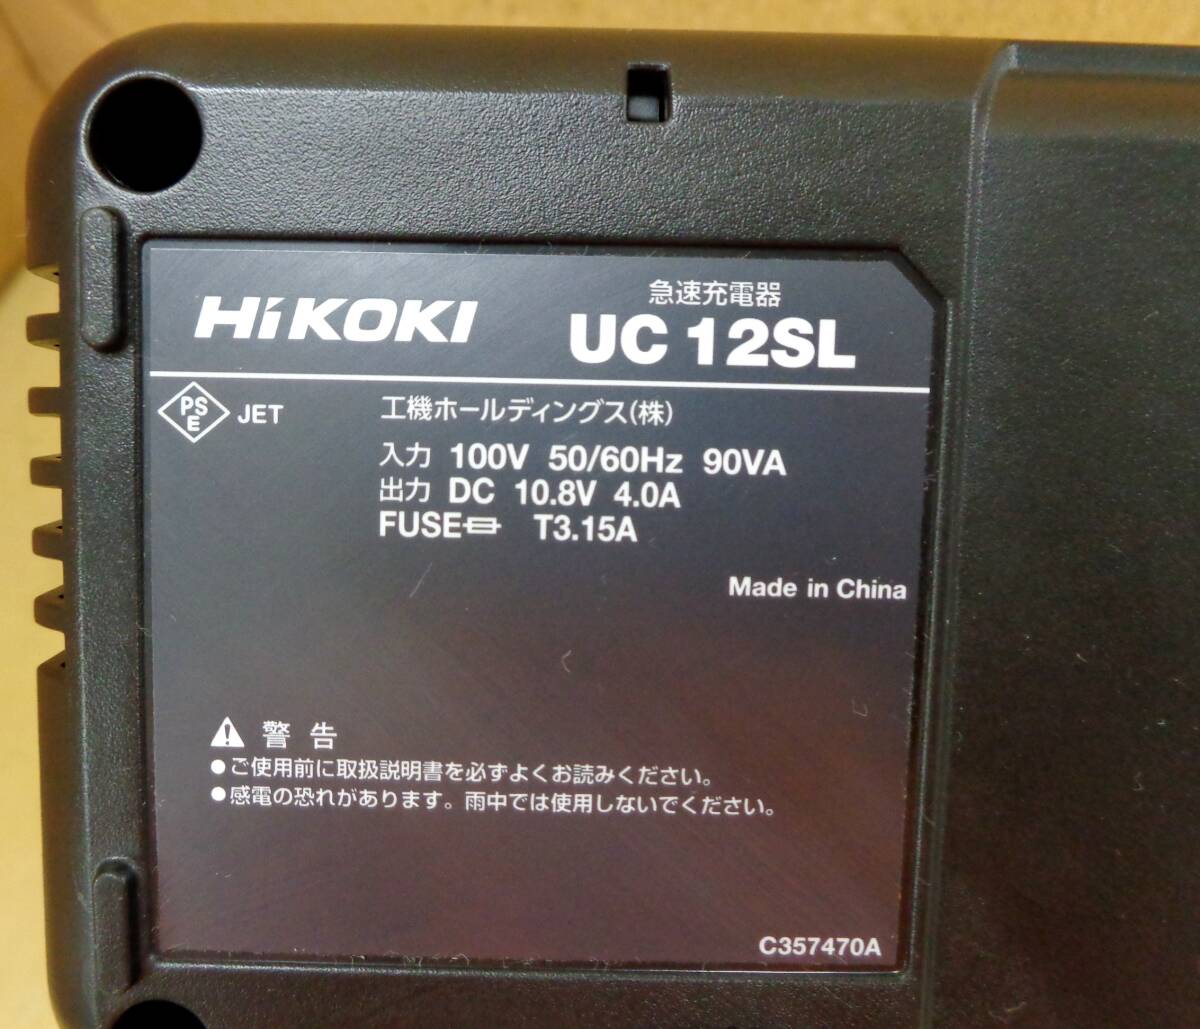 HiKOKI
急速充電器
UC 12SL
PS
E
JET
工機ホールディングス(株)
入力 100V 50/60Hz 90VA
出力 DC 10.8V 4.0A
FUSE T3.15A
Made in China
警告
●ご使用前に取扱説明書を必ずよくお読みください。
●感電の恐れがあります。雨中では使用しないでください。
C357470A